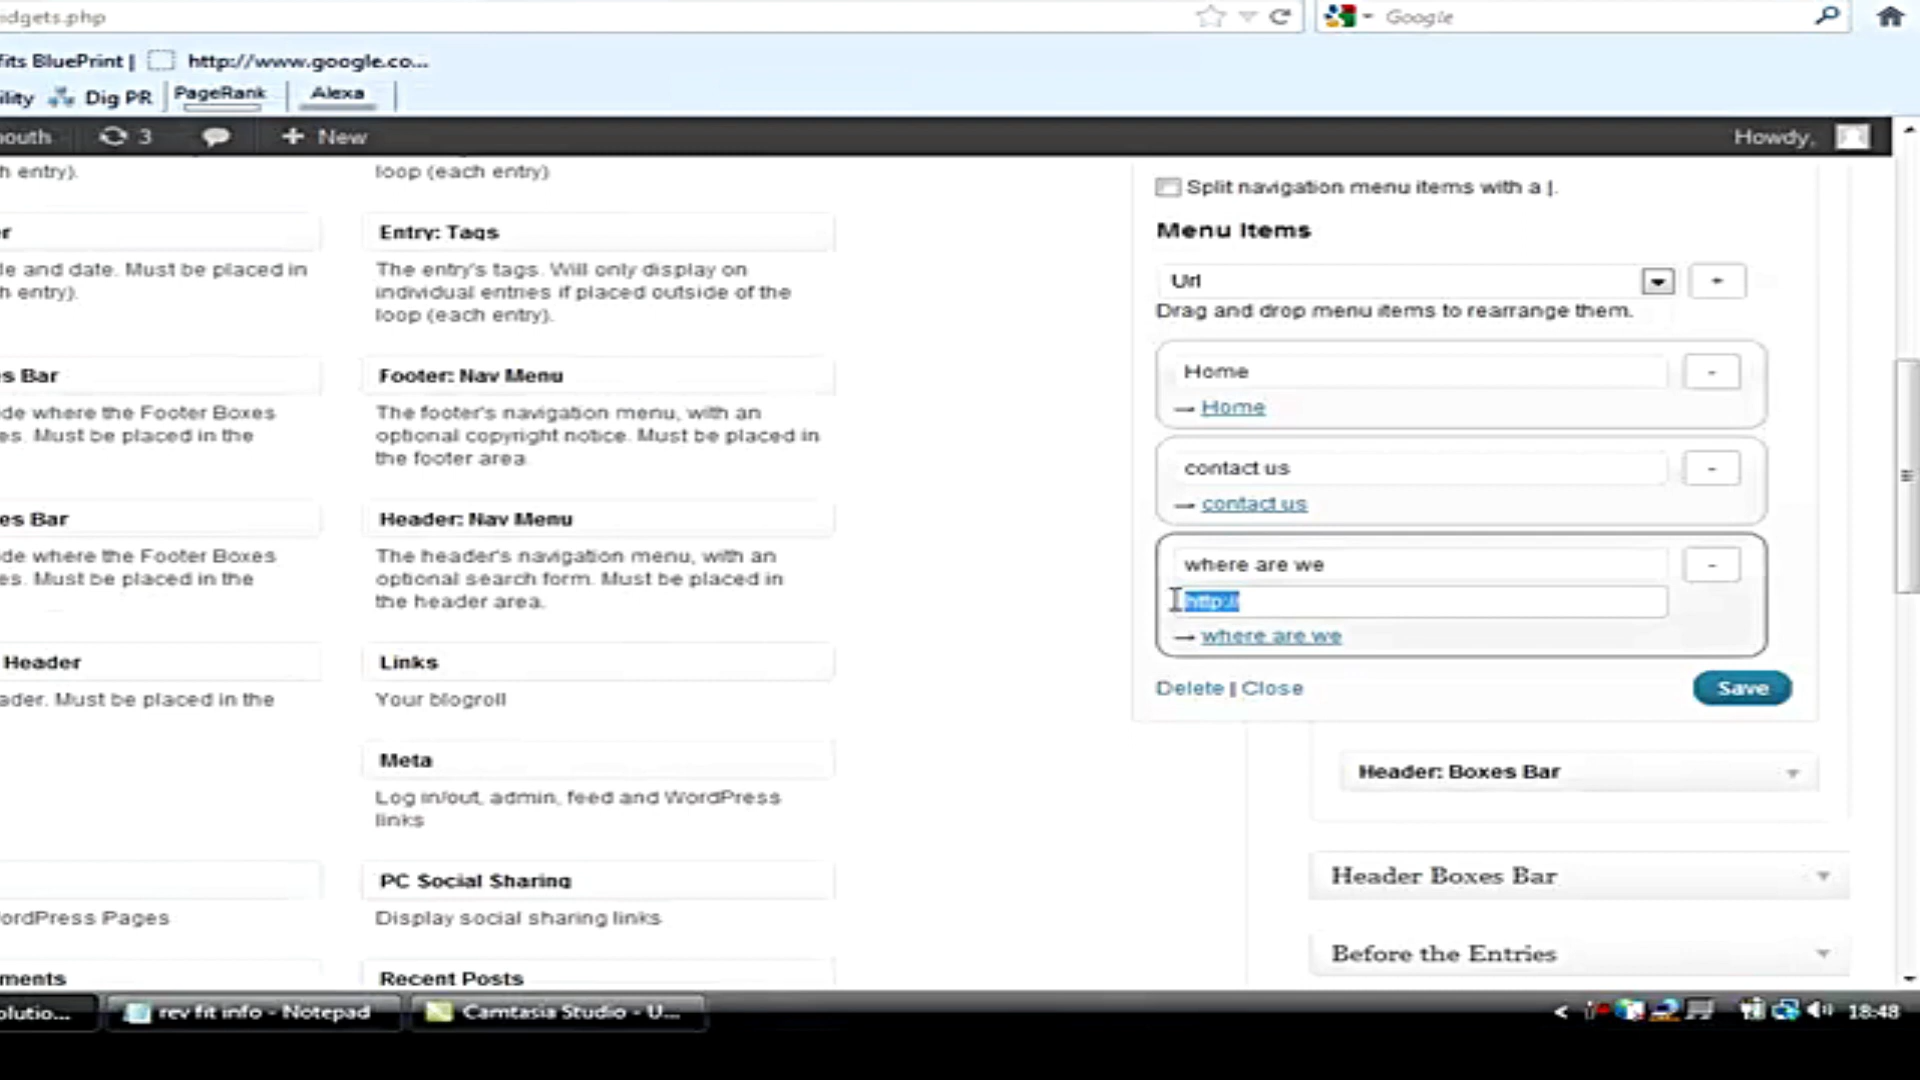 idgets.php
Google
fits BluePrint |
http://www.google.co...
ility
Dig PR
PageRank
Alexa
outh
3
+ New
Howdy,
h entry).
loop (each entry)
r
le and date. Must be placed in
h entry).
Entry: Tags
The entry's tags. Will only display on
individual entries if placed outside of the
loop (each entry).
s Bar
de where the Footer Boxes
es. Must be placed in the
Footer: Nav Menu
The footer's navigation menu, with an
optional copyright notice. Must be placed in
the footer area.
es Bar
de where the Footer Boxes
es. Must be placed in the
Header: Nav Menu
The header's navigation menu, with an
optional search form. Must be placed in
the header area.
Header
ader. Must be placed in the
Links
Your blogroll
Meta
Log in/out, admin, feed and WordPress
links
ordPress Pages
PC Social Sharing
Display social sharing links
ments
Recent Posts
Split navigation menu items with a |.
Menu Items
Url
+
Drag and drop menu items to rearrange them.
Home
-
→ Home
contact us
-
→ contact us
where are we
-
http://
→ where are we
Delete | Close
Save
Header: Boxes Bar
Header Boxes Bar
Before the Entries
olutio...
rev fit info - Notepad
Camtasia Studio - U...
<
18:48